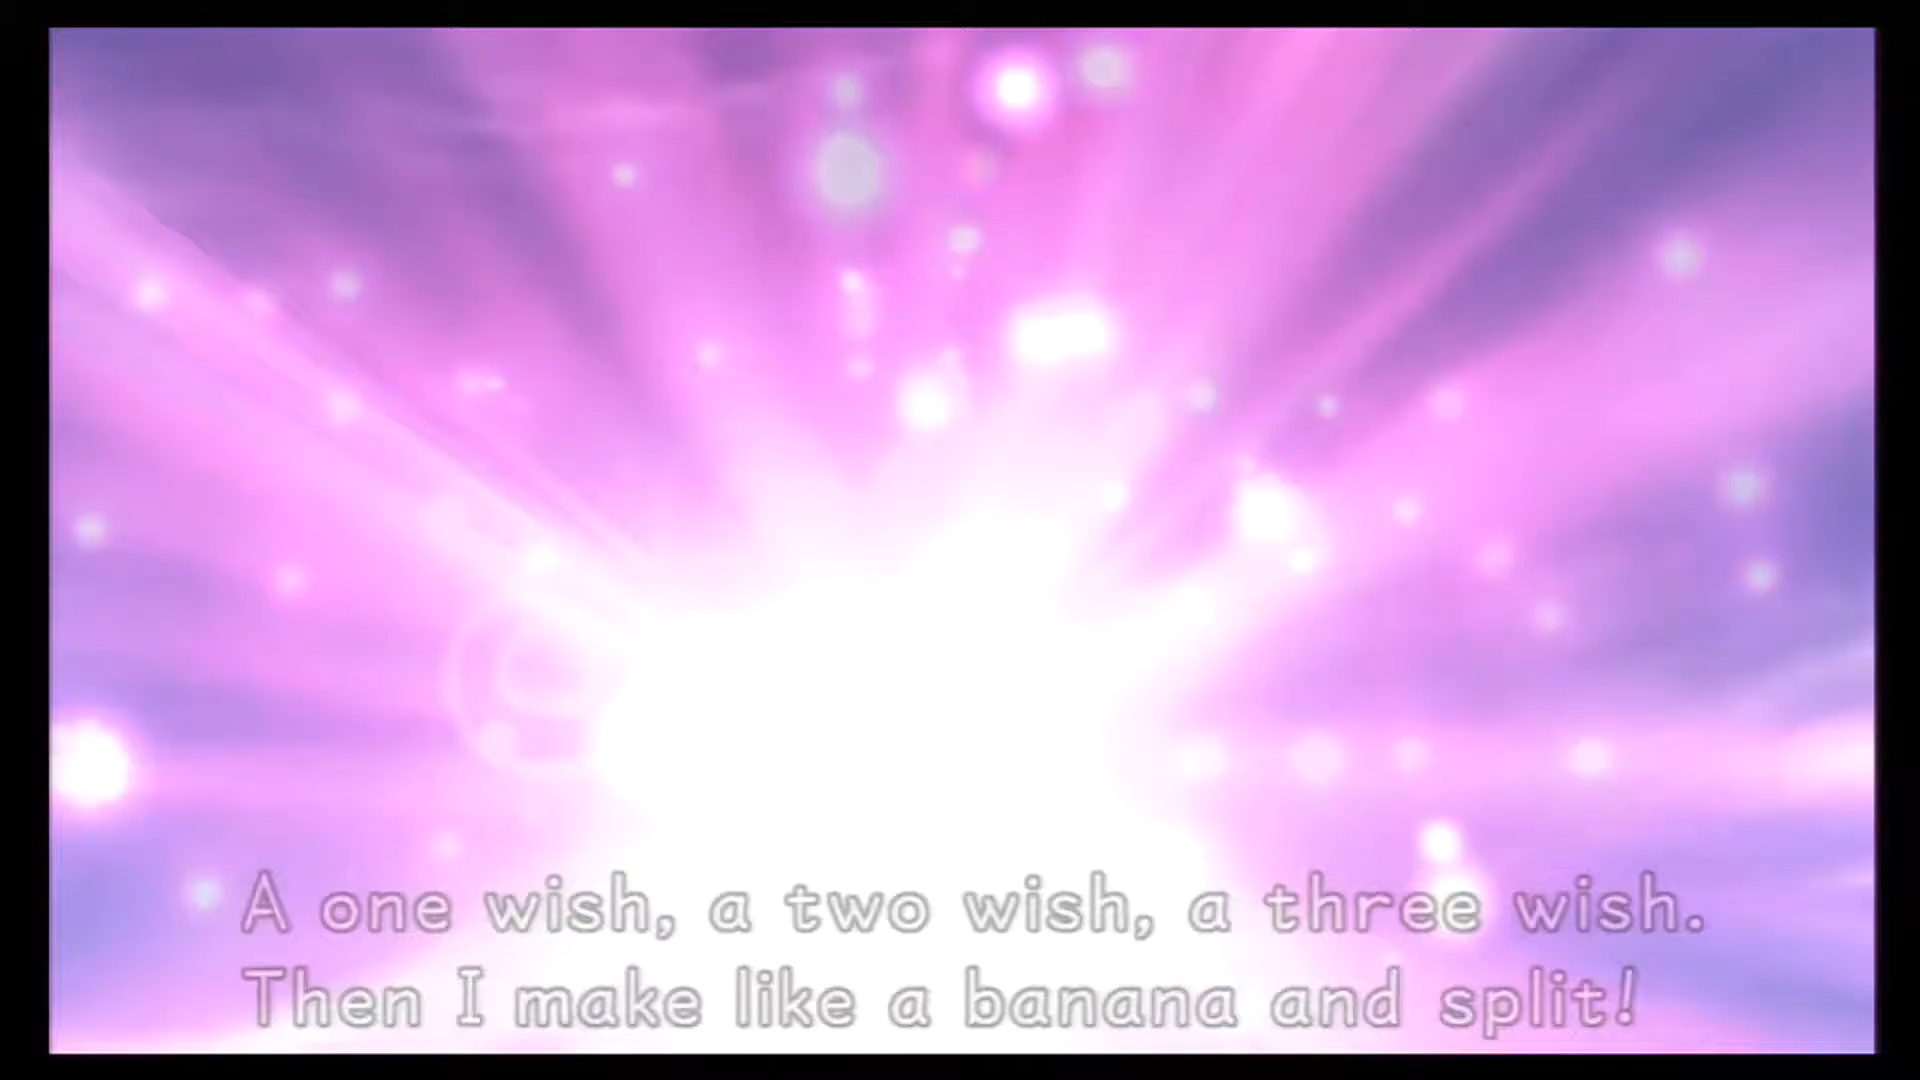 A one wish, a two wish, a three wish.
Then I make like a banana and split!